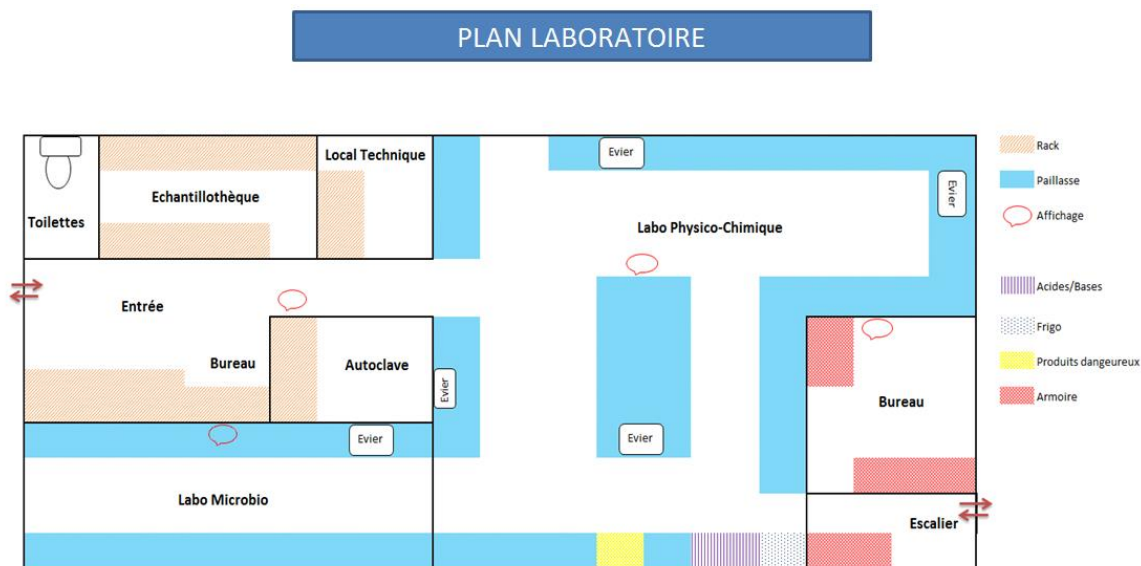 PLAN LABORATOIRE
Local Technique
Evier
Rack
Echantillothèque
Evier
Paillasse
Toilettes
Labo Physico-Chimique
Affichage
Entrée
Acides/Bases
Frigo
Bureau
Autoclave
Evier
Produits dangeureux
Bureau
Armoire
Evier
Evier
Labo Microbio
Escalier